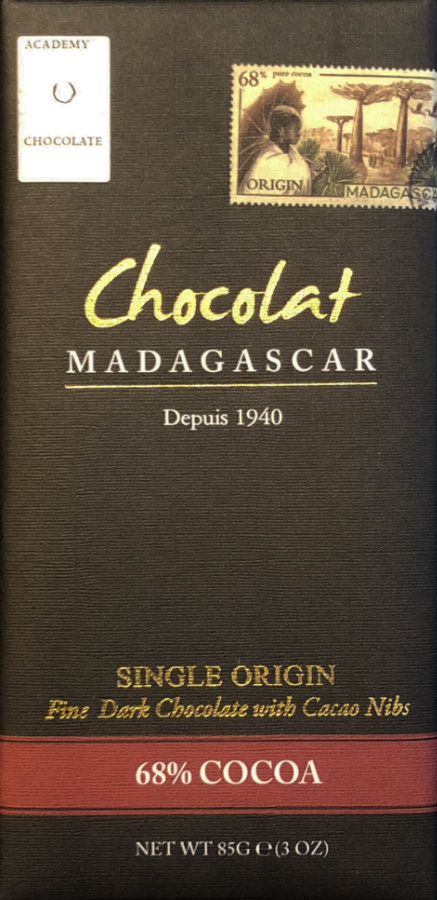 ACADEMY
CHOCOLATE
68% pure cocoa
ORIGIN MADAGASCA
Chocolat
MADAGASCAR
Depuis 1940
SINGLE ORIGIN
Fine Dark Chocolate with Cacao Nibs
68% COCOA
NET WT 85G ℮ (3 OZ)